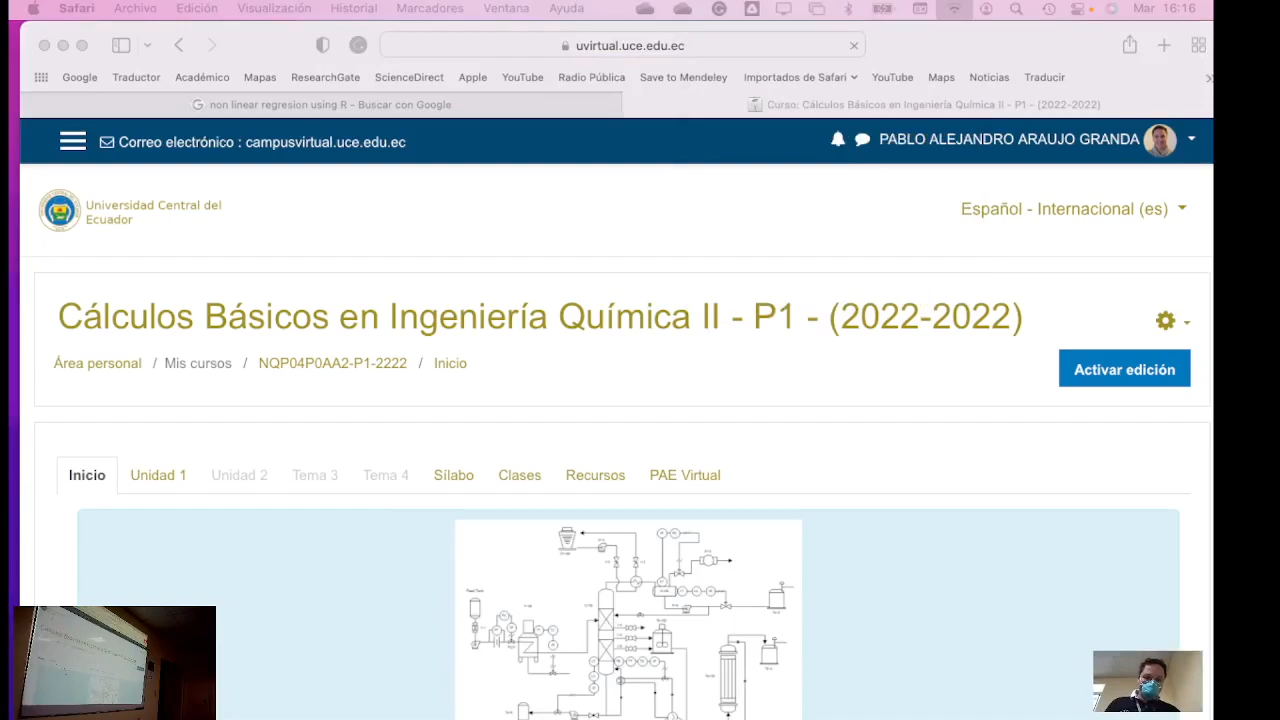 Safari Archivo Edición Visualización Historial Marcadores Ventana Ayuda Mar 16:16
uvirtual.uce.edu.ec
Google Traductor Académico Mapas ResearchGate ScienceDirect Apple YouTube Radio Pública Save to Mendeley Importados de Safari YouTube Maps Noticias Traducir
non linear regresion using R - Buscar con Google
Curso: Cálculos Básicos en Ingeniería Química II - P1 - (2022-2022)
Correo electrónico : campusvirtual.uce.edu.ec
PABLO ALEJANDRO ARAUJO GRANDA
Universidad Central del
Ecuador
Español - Internacional (es)
Cálculos Básicos en Ingeniería Química II - P1 - (2022-2022)
Área personal / Mis cursos / NQP04P0AA2-P1-2222 / Inicio
Activar edición
Inicio Unidad 1 Unidad 2 Tema 3 Tema 4 Sílabo Clases Recursos PAE Virtual